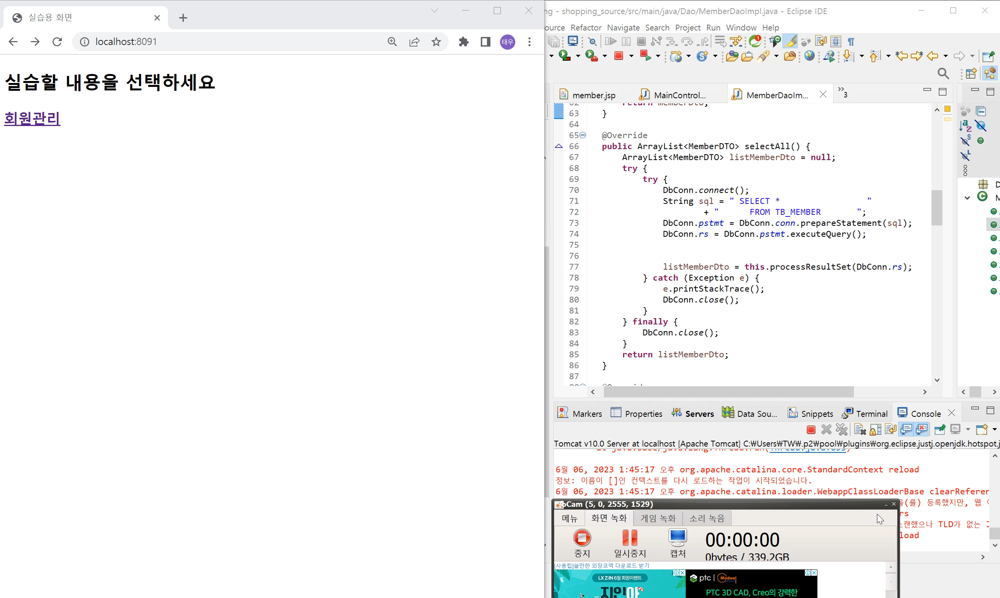 실습용 화면
localhost:8091
태우
실습할 내용을 선택하세요
회원관리
ng - shopping_source/src/main/java/Dao/MemberDaoImpl.java - Eclipse IDE
ource Refactor Navigate Search Project Run Window Help
member.jsp
MainControl...
MemberDaoIm...
3
63 }
64
65 @Override
66 public ArrayList<MemberDTO> selectAll() {
67 ArrayList<MemberDTO> listMemberDto = null;
68 try {
69 try {
70 DbConn.connect();
71 String sql = " SELECT * "
72 + " FROM TB_MEMBER ";
73 DbConn.pstmt = DbConn.conn.prepareStatement(sql);
74 DbConn.rs = DbConn.pstmt.executeQuery();
75
76
77 listMemberDto = this.processResultSet(DbConn.rs);
78 } catch (Exception e) {
79 e.printStackTrace();
80 DbConn.close();
81 }
82 } finally {
83 DbConn.close();
84 }
85 return listMemberDto;
86 }
87
Markers Properties Servers Data Sou... Snippets Terminal Console
Tomcat v10.0 Server at localhost [Apache Tomcat] C:₩Users₩TW₩.p2₩pool₩plugins₩org.eclipse.justj.openjdk.hotspot.j
6월 06, 2023 1:45:17 오후 org.apache.catalina.core.StandardContext reload
정보: 이름이 []인 컨텍스트를 다시 로드하는 작업이 시작되었습니다.
6월 06, 2023 1:45:17 오후 org.apache.catalina.loader.WebappClassLoaderBase clearReferen
을(를) 등록했지만, 웹
rs
스캔했으나 TLD가 없는
load
oCam (5, 0, 2555, 1529)
메뉴 화면 녹화 게임 녹화 소리 녹음
중지 일시중지 캡처
00:00:00
0bytes / 339.2GB
[사용팁]쓸만한 외장코덱 다운로드 받기
LX Z:IN 6월 회원이벤트
ptc | Modoo
PTC 3D CAD, Creo의 강력한